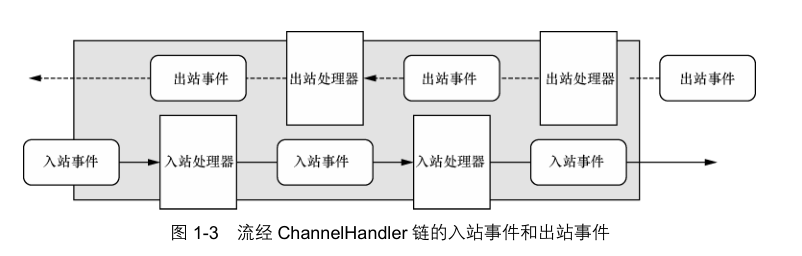 出站事件 出站处理器 出站事件 出站处理器 出站事件
入站事件 入站处理器 入站事件 入站处理器 入站事件
图 1-3 流经 ChannelHandler 链的入站事件和出站事件